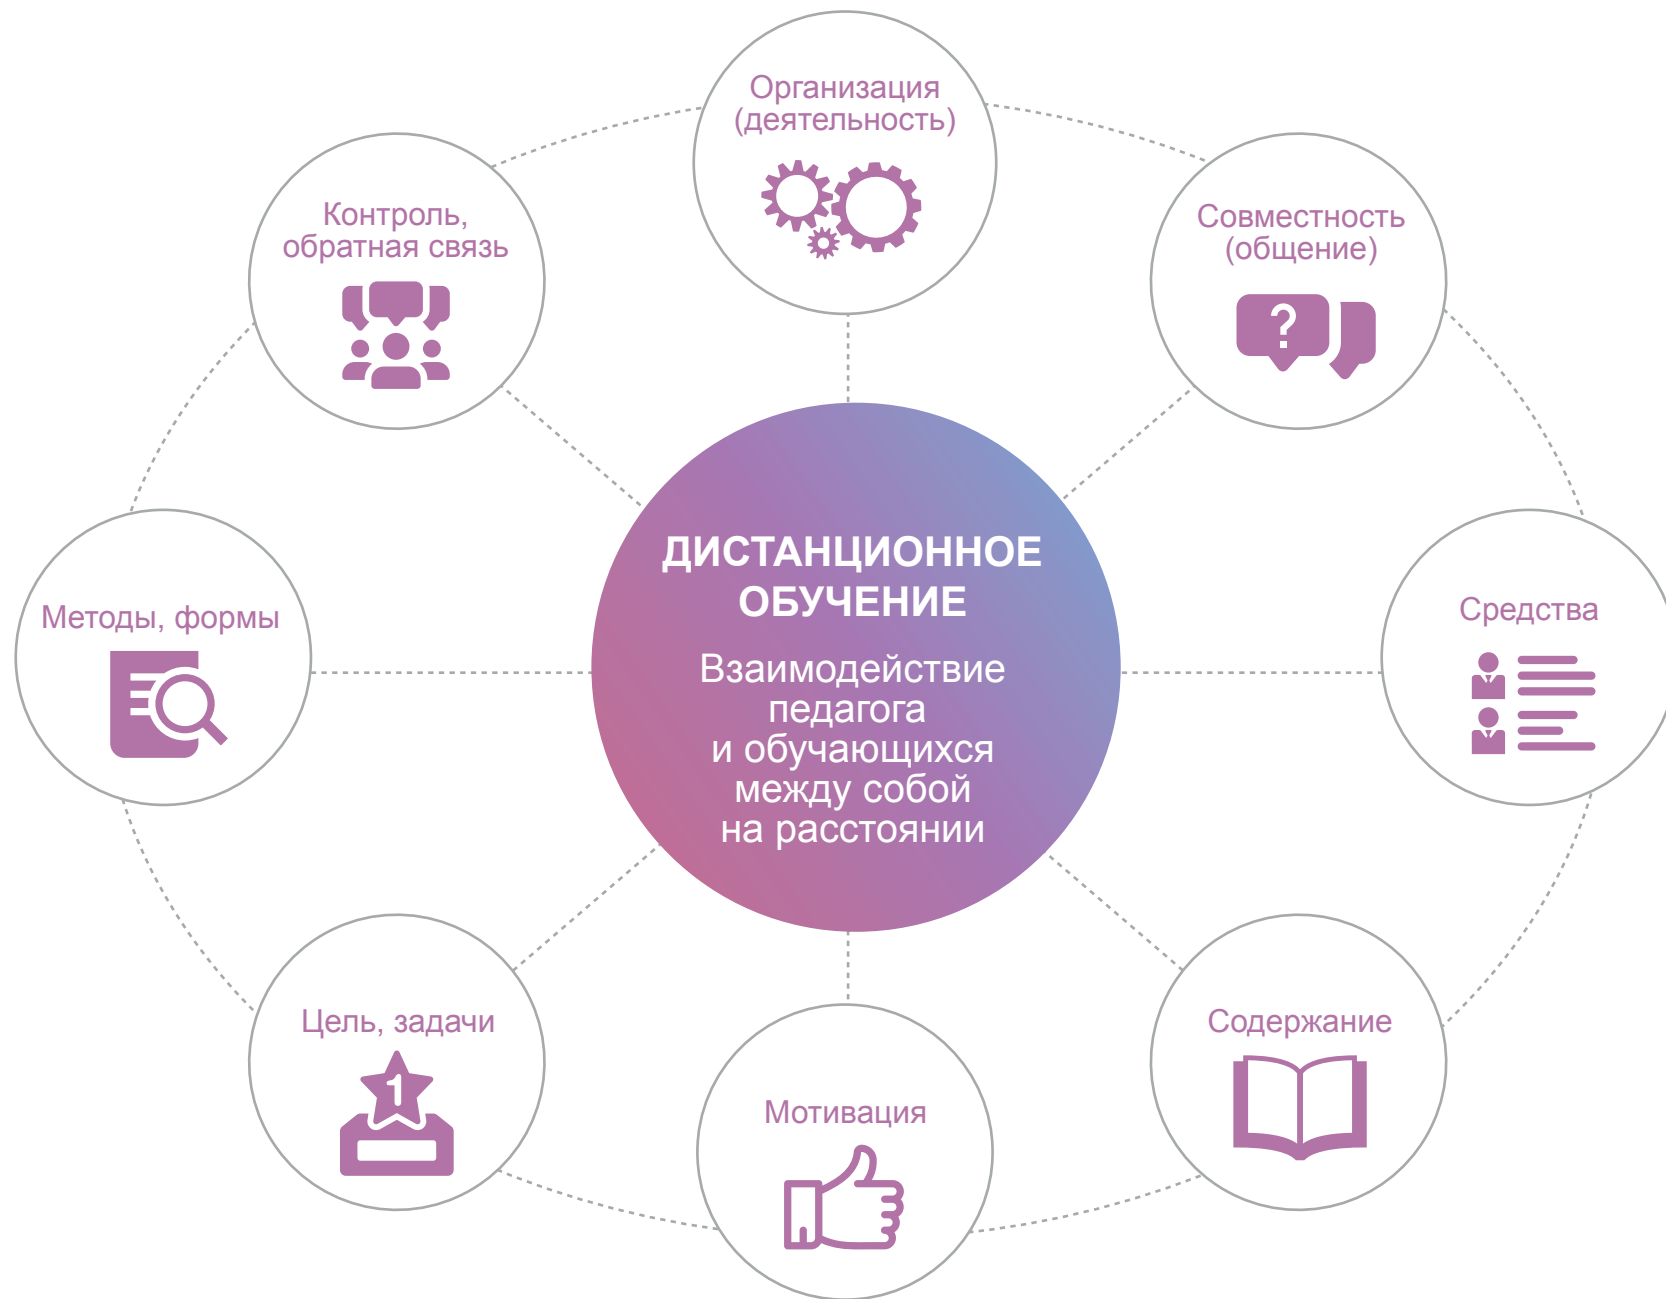 Организация
(деятельность)
Контроль,
обратная связь
Совместность
(общение)
?
Методы, формы
ДИСТАНЦИОННОЕ
ОБУЧЕНИЕ
Взаимодействие
педагога
и обучающихся
между собой
на расстоянии
Средства
Цель, задачи
1
Мотивация
Содержание